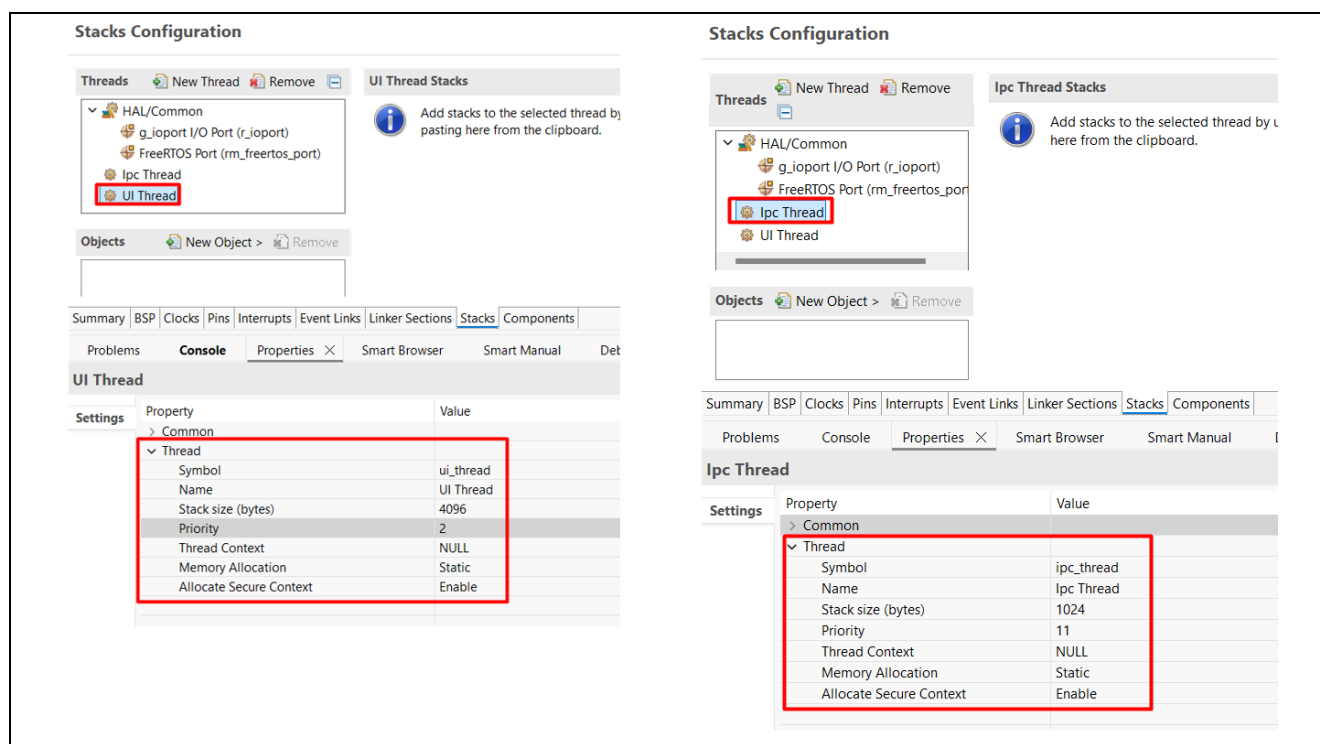 Stacks Configuration
Threads New Thread Remove
HAL/Common
g_ioport I/O Port (r_ioport)
FreeRTOS Port (rm_freertos_port)
Ipc Thread
UI Thread
UI Thread Stacks
Add stacks to the selected thread by
pasting here from the clipboard.
Objects New Object > Remove
Summary BSP Clocks Pins Interrupts Event Links Linker Sections Stacks Components
Problems Console Properties Smart Browser Smart Manual Deb
UI Thread
Settings
Property Value
Common
Thread
Symbol ui_thread
Name UI Thread
Stack size (bytes) 4096
Priority 2
Thread Context NULL
Memory Allocation Static
Allocate Secure Context Enable
Stacks Configuration
Threads New Thread Remove
HAL/Common
g_ioport I/O Port (r_ioport)
FreeRTOS Port (rm_freertos_port
Ipc Thread
UI Thread
Ipc Thread Stacks
Add stacks to the selected thread by u
here from the clipboard.
Objects New Object > Remove
Summary BSP Clocks Pins Interrupts Event Links Linker Sections Stacks Components
Problems Console Properties Smart Browser Smart Manual
Ipc Thread
Settings
Property Value
Common
Thread
Symbol ipc_thread
Name Ipc Thread
Stack size (bytes) 1024
Priority 11
Thread Context NULL
Memory Allocation Static
Allocate Secure Context Enable